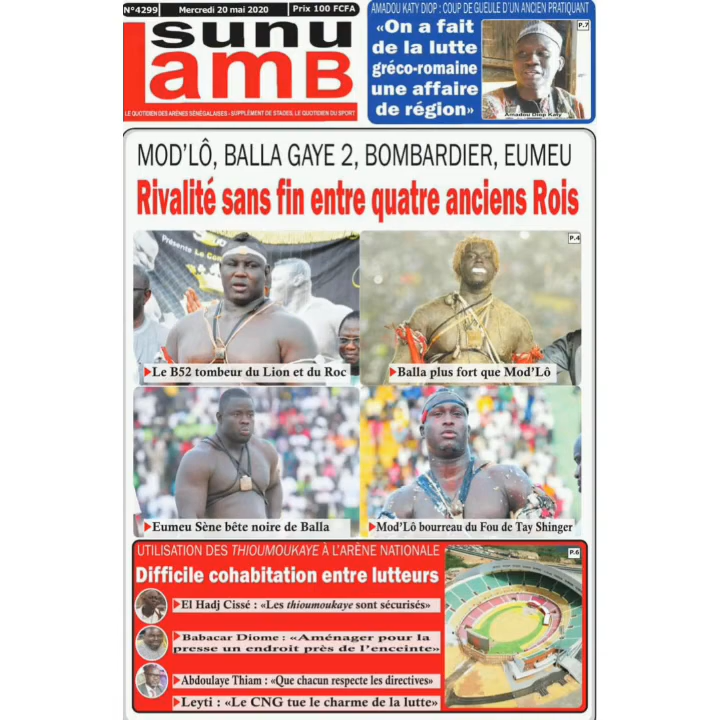 N°4299
Mercredi 20 mai 2020
Prix 100 FCFA
sunu
Lamb
LE QUOTIDIEN DES ARÈNES SÉNÉGALAISES - SUPPLÉMENT DE STADES, LE QUOTIDIEN DU SPORT
AMADOU KATY DIOP : COUP DE GUEULE D'UN ANCIEN PRATIQUANT
«On a fait
de la lutte
gréco-romaine
une affaire
de région»
P.7
Amadou Diop Katy
MOD'LÔ, BALLA GAYE 2, BOMBARDIER, EUMEU
Rivalité sans fin entre quatre anciens Rois
P.4
Présente Le Com
Le B52 tombeur du Lion et du Roc
Balla plus fort que Mod'Lô
Eumeu Sène bête noire de Balla
Mod'Lô bourreau du Fou de Tay Shinger
UTILISATION DES THIOUMOUKAYE À L'ARÈNE NATIONALE
P.6
Difficile cohabitation entre lutteurs
El Hadj Cissé : «Les thioumoukaye sont sécurisés»
Babacar Diome : «Aménager pour la
presse un endroit près de l'enceinte»
Abdoulaye Thiam : «Que chacun respecte les directives»
Leyti : «Le CNG tue le charme de la lutte»